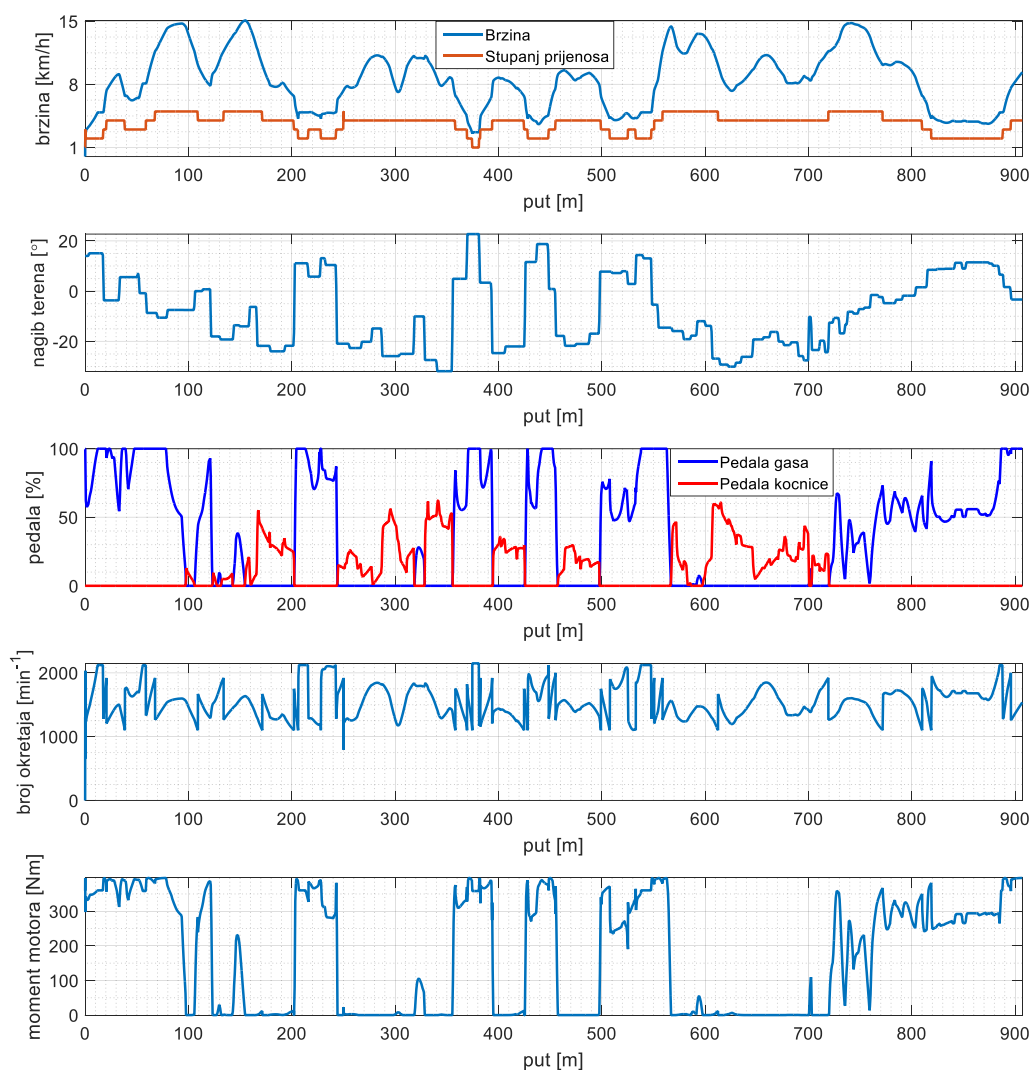 15
8
1
brzina [km/h]
Brzina
Stupanj prijenosa
0 100 200 300 400 500 600 700 800 900
put [m]
20
0
-20
nagib terena [°]
0 100 200 300 400 500 600 700 800 900
put [m]
100
50
0
pedala [%]
Pedala gasa
Pedala kocnice
0 100 200 300 400 500 600 700 800 900
put [m]
2000
1000
0
broj okretaja [min-1]
0 100 200 300 400 500 600 700 800 900
put [m]
300
200
100
0
moment motora [Nm]
0 100 200 300 400 500 600 700 800 900
put [m]